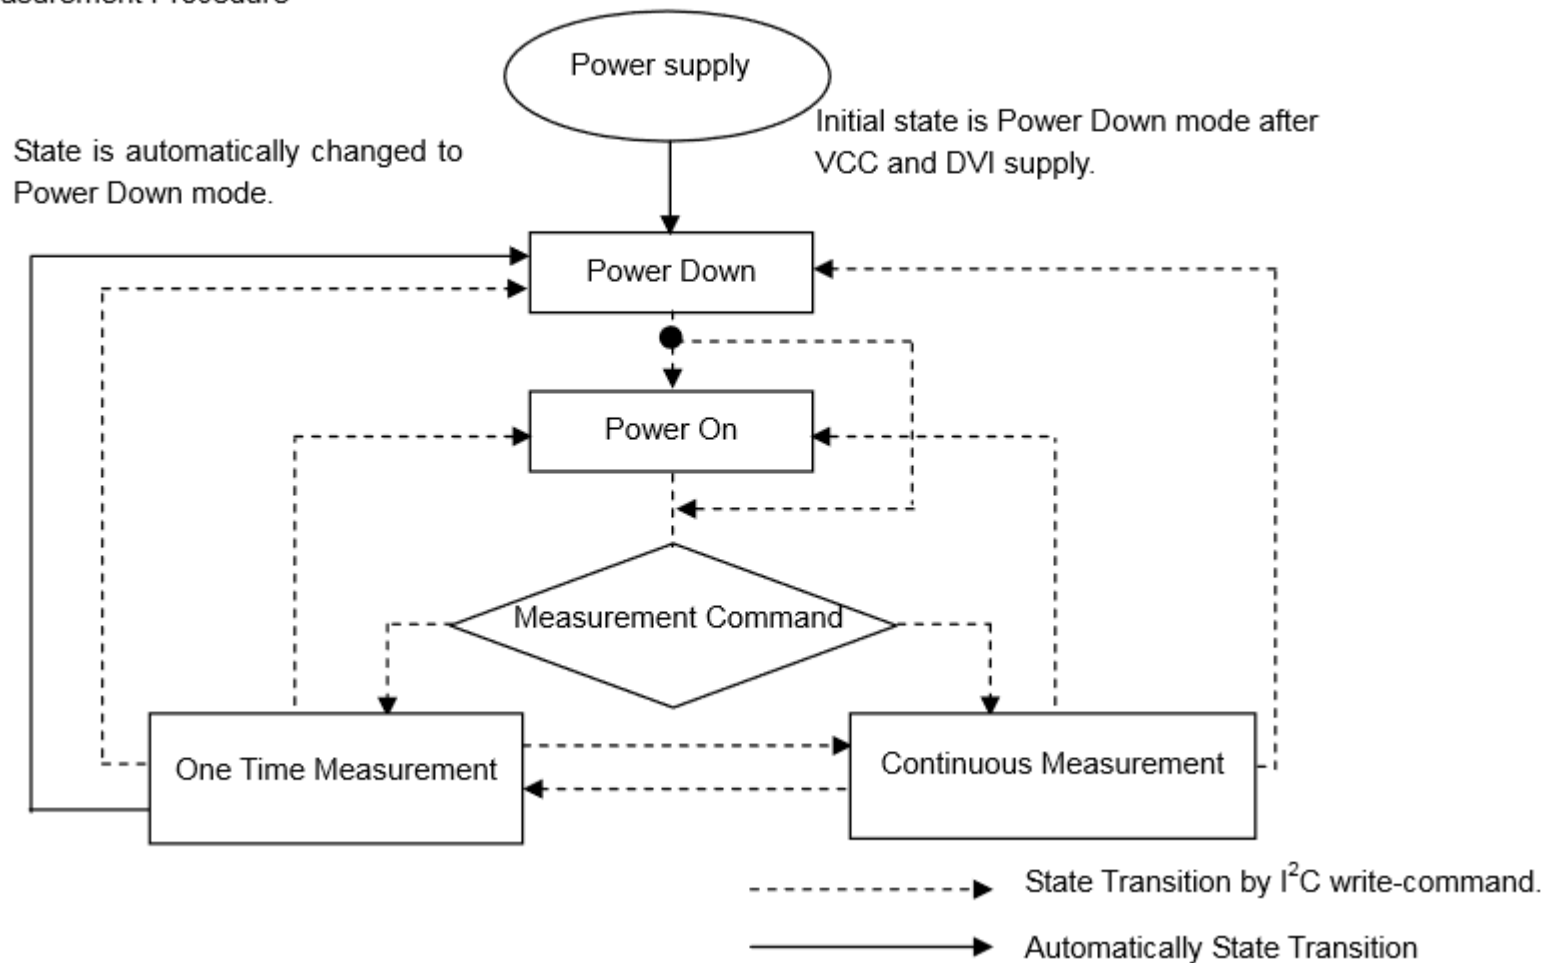 Power supply
Initial state is Power Down mode after
VCC and DVI supply.
State is automatically changed to
Power Down mode.
Power Down
Power On
Measurement Command
One Time Measurement
Continuous Measurement
State Transition by I²C write-command.
Automatically State Transition